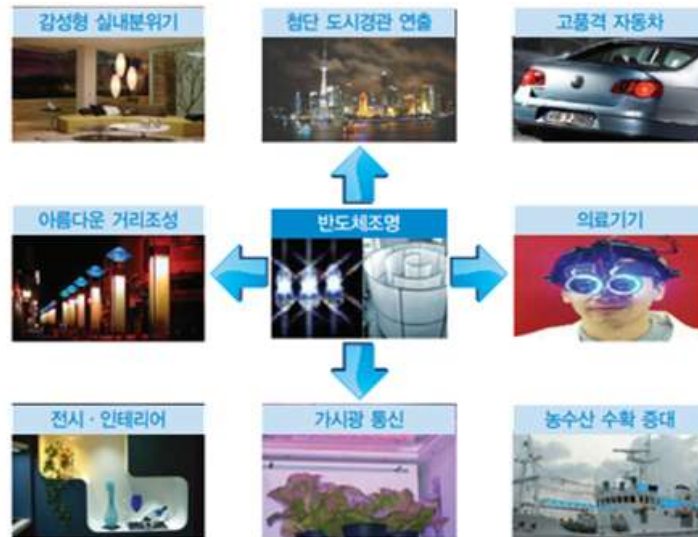 감성형 실내분위기
첨단 도시경관 연출
고품격 자동차
아름다운 거리조성
반도체조명
의료기기
전시 · 인테리어
가시광 통신
농수산 수확 증대